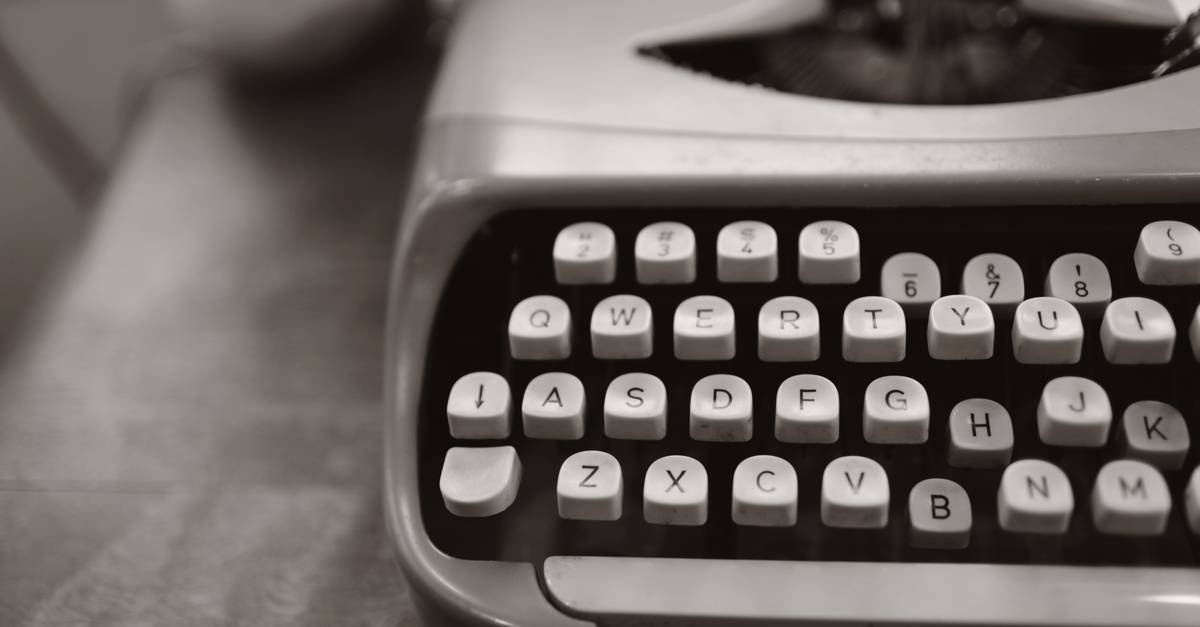 " # $ % _ & ' (
2 3 4 5 6 7 8 9
Q W E R T Y U I
↓ A S D F G H J K
Z X C V B N M